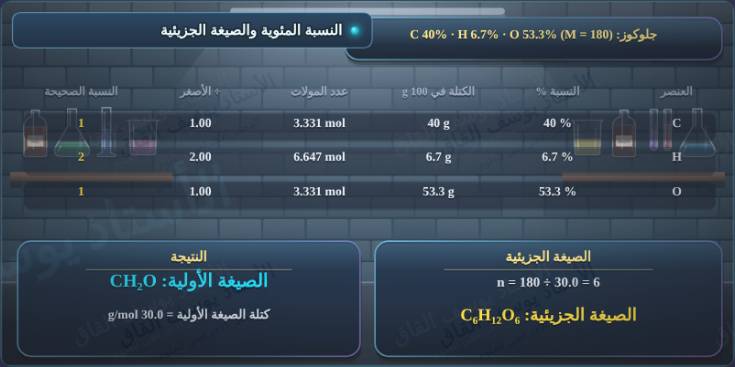 النسبة المئوية والصيغة الجزيئية
جلوكوز: C 40% · H 6.7% · O 53.3% (M = 180)
العنصر النسبة % الكتلة في 100 g عدد المولات ÷ الأصغر النسبة الصحيحة
C 40 % 40 g 3.331 mol 1.00 1
H 6.7 % 6.7 g 6.647 mol 2.00 2
O 53.3 % 53.3 g 3.331 mol 1.00 1
الصيغة الجزيئية
n = 180 ÷ 30.0 = 6
الصيغة الجزيئية: C₆H₁₂O₆
النتيجة
الصيغة الأولية: CH₂O
كتلة الصيغة الأولية = 30.0 g/mol